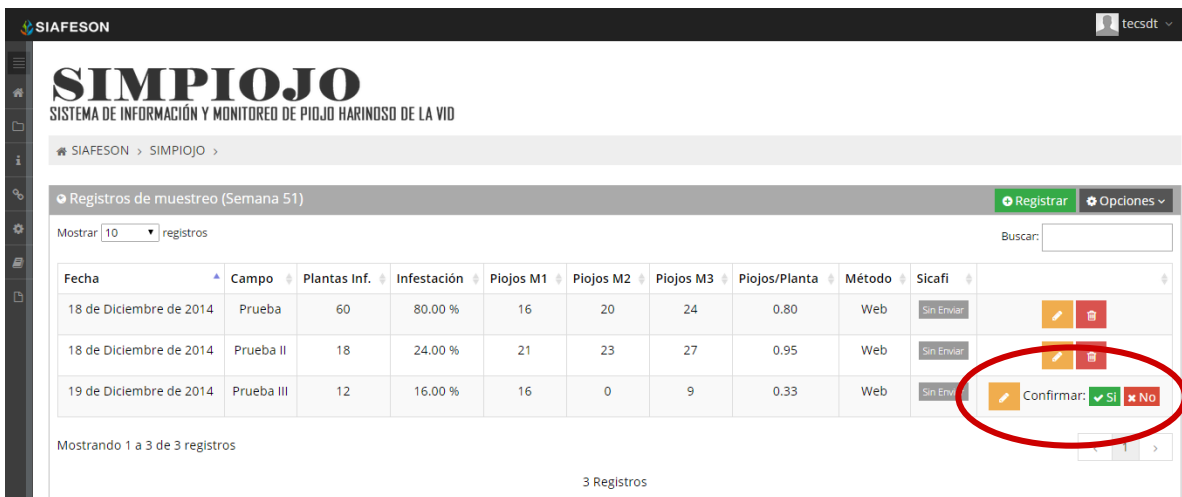 SIAFESON
tecsdt
SIMPIOJO
SISTEMA DE INFORMACIÓN Y MONITOREO DE PIOJO HARINOSO DE LA VID
SIAFESON > SIMPIOJO >
Registros de muestreo (Semana 51)
Registrar Opciones
Mostrar 10 registros
Buscar:
Fecha Campo Plantas Inf. Infestación Piojos M1 Piojos M2 Piojos M3 Piojos/Planta Método Sicafi
18 de Diciembre de 2014 Prueba 60 80.00 % 16 20 24 0.80 Web Sin Enviar
18 de Diciembre de 2014 Prueba II 18 24.00 % 21 23 27 0.95 Web Sin Enviar
19 de Diciembre de 2014 Prueba III 12 16.00 % 16 0 9 0.33 Web Sin Confirmar: Si No
Mostrando 1 a 3 de 3 registros
< 1 >
3 Registros